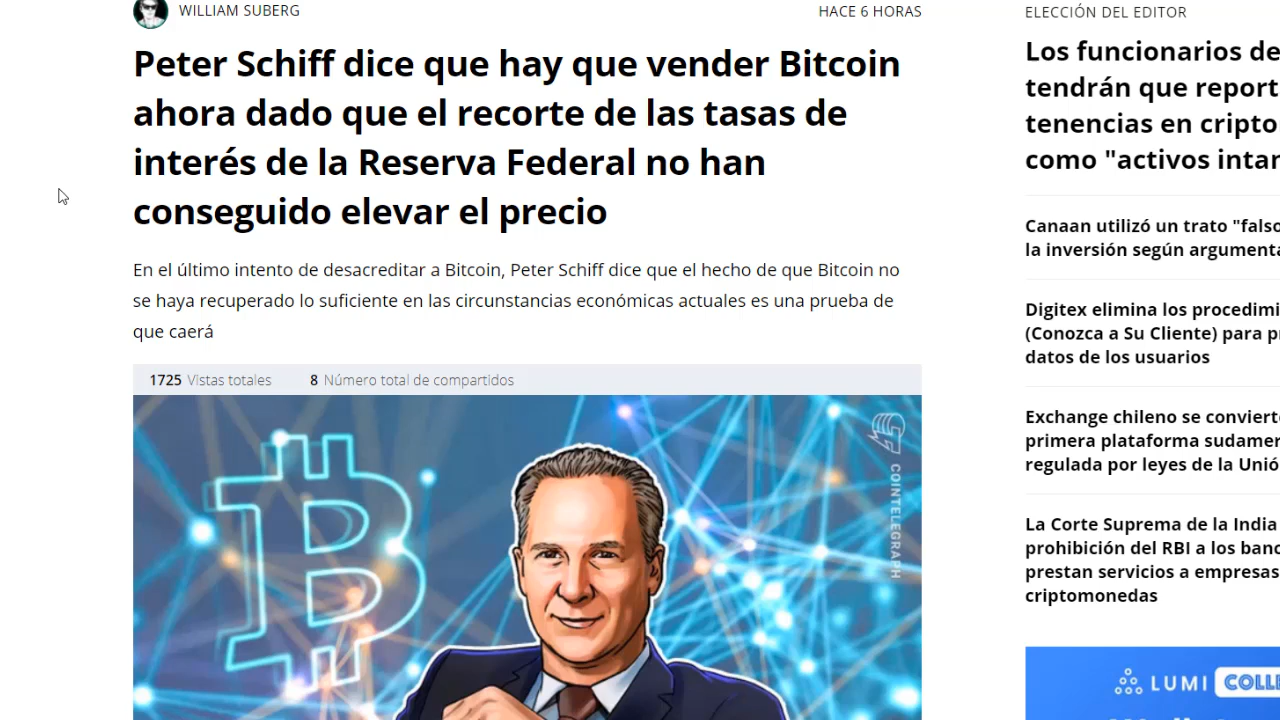 WILLIAM SUBERG
HACE 6 HORAS
Peter Schiff dice que hay que vender Bitcoin
ahora dado que el recorte de las tasas de
interés de la Reserva Federal no han
conseguido elevar el precio
En el último intento de desacreditar a Bitcoin, Peter Schiff dice que el hecho de que Bitcoin no
se haya recuperado lo suficiente en las circunstancias económicas actuales es una prueba de
que caerá
1725 Vistas totales
8 Número total de compartidos
COINTELEGRAPH
ELECCIÓN DEL EDITOR
Los funcionarios de
tendrán que report
tenencias en cripto
como "activos intan
Canaan utilizó un trato "falso
la inversión según argumenta
Digitex elimina los procedimi
(Conozca a Su Cliente) para p
datos de los usuarios
Exchange chileno se convierte
primera plataforma sudamer
regulada por leyes de la Unió
La Corte Suprema de la India
prohibición del RBI a los banc
prestan servicios a empresas
criptomonedas
LUMI COLLE